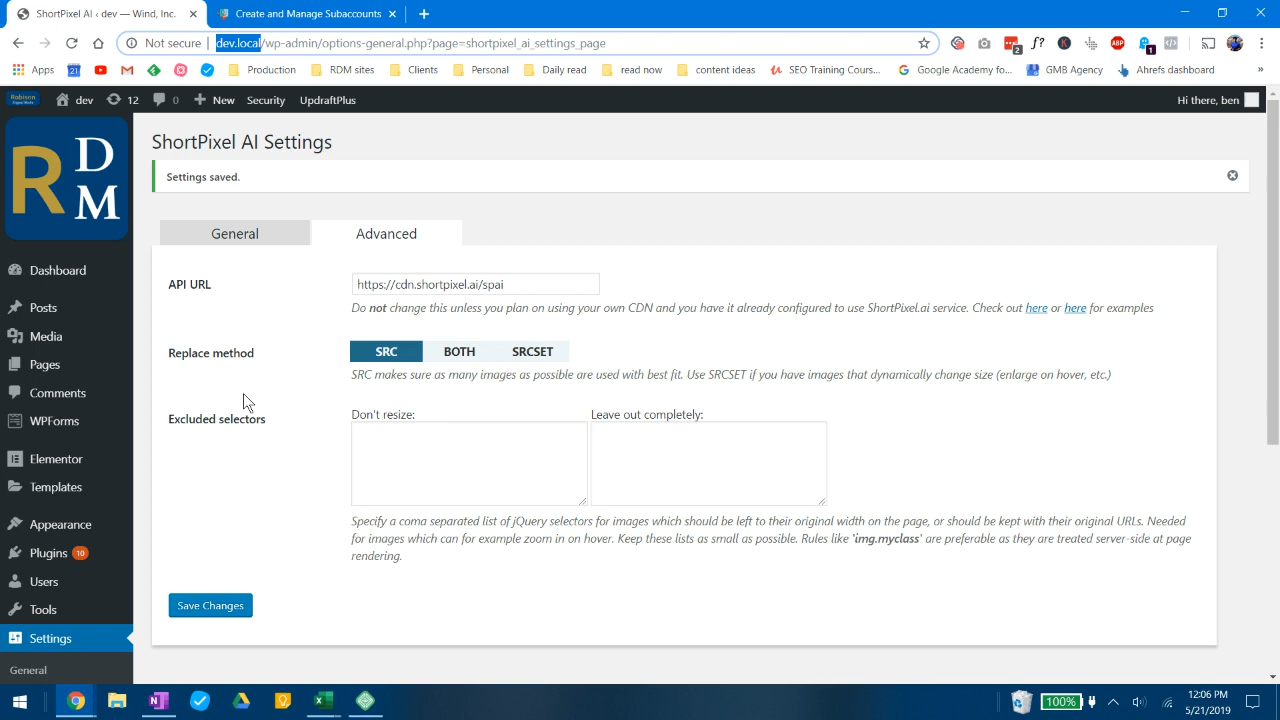 ShortPixel AI ‹ dev — Wind, Inc.
Create and Manage Subaccounts
Not secure
dev.local/wp-admin/options-general.php?page=shortpixel_ai_settings_page
2
f?
K
ABP
1
Apps
Production
RDM sites
Clients
Personal
Daily read
read now
content ideas
SEO Training Cours...
Google Academy fo...
GMB Agency
Ahrefs dashboard
»
Robison
dev
12
0
New
Security
UpdraftPlus
Hi there, ben
R D M
ShortPixel AI Settings
Settings saved.
General
Advanced
Dashboard
Posts
Media
Pages
Comments
WPForms
Elementor
Templates
Appearance
Plugins 10
Users
Tools
Settings
General
API URL
https://cdn.shortpixel.ai/spai
Do not change this unless you plan on using your own CDN and you have it already configured to use ShortPixel.ai service. Check out here or here for examples
Replace method
SRC
BOTH
SRCSET
SRC makes sure as many images as possible are used with best fit. Use SRCSET if you have images that dynamically change size (enlarge on hover, etc.)
Excluded selectors
Don't resize:
Leave out completely:
Specify a coma separated list of jQuery selectors for images which should be left to their original width on the page, or should be kept with their original URLs. Needed
for images which can for example zoom in on hover. Keep these lists as small as possible. Rules like 'img.myclass' are preferable as they are treated server-side at page
rendering.
Save Changes
100%
12:06 PM
5/21/2019